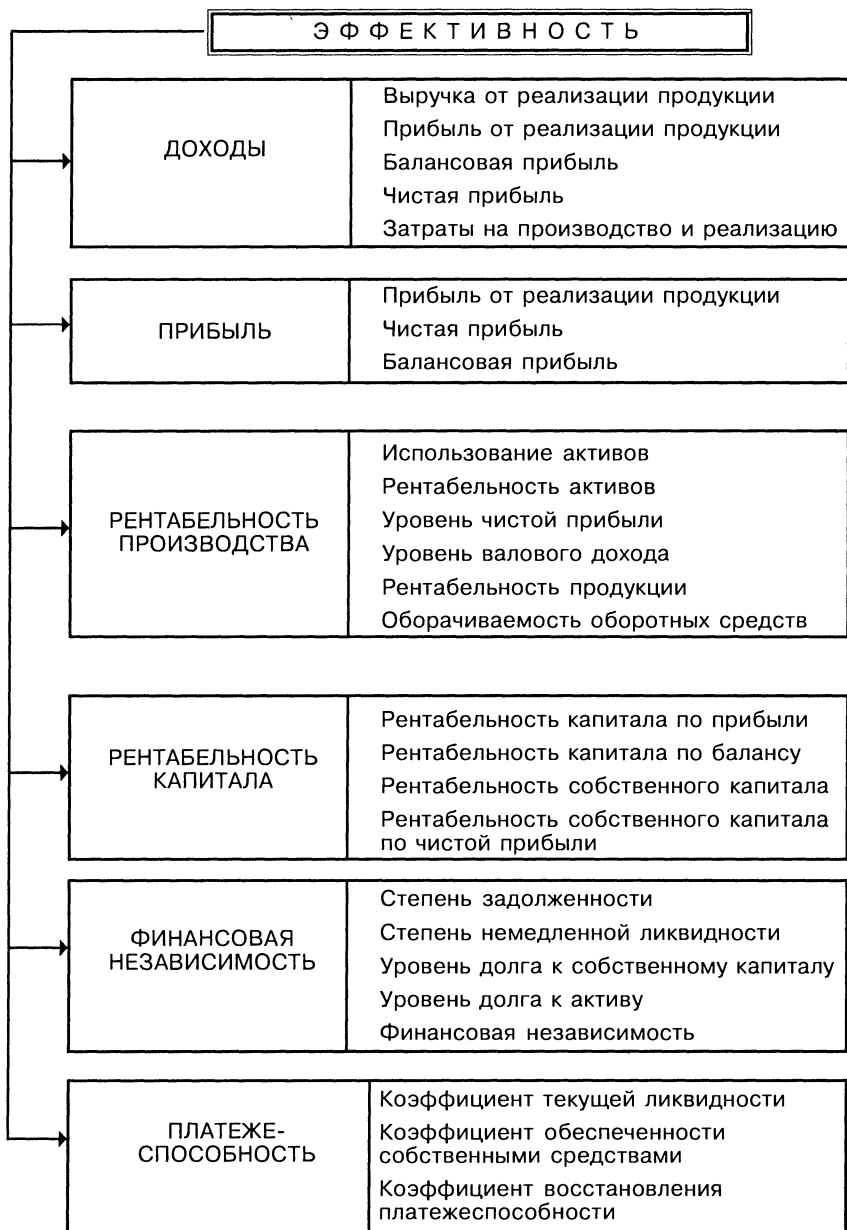 ЭФФЕКТИВНОСТЬ
ДОХОДЫ
Выручка от реализации продукции
Прибыль от реализации продукции
Балансовая прибыль
Чистая прибыль
Затраты на производство и реализацию
ПРИБЫЛЬ
Прибыль от реализации продукции
Чистая прибыль
Балансовая прибыль
РЕНТАБЕЛЬНОСТЬ
ПРОИЗВОДСТВА
Использование активов
Рентабельность активов
Уровень чистой прибыли
Уровень валового дохода
Рентабельность продукции
Оборачиваемость оборотных средств
РЕНТАБЕЛЬНОСТЬ
КАПИТАЛА
Рентабельность капитала по прибыли
Рентабельность капитала по балансу
Рентабельность собственного капитала
Рентабельность собственного капитала
по чистой прибыли
ФИНАНСОВАЯ
НЕЗАВИСИМОСТЬ
Степень задолженности
Степень немедленной ликвидности
Уровень долга к собственному капиталу
Уровень долга к активу
Финансовая независимость
ПЛАТЕЖЕ-
СПОСОБНОСТЬ
Коэффициент текущей ликвидности
Коэффициент обеспеченности
собственными средствами
Коэффициент восстановления
платежеспособности